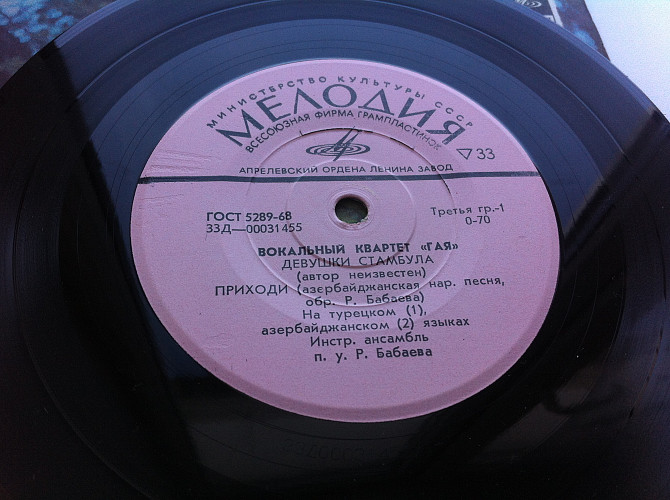 МИНИСТЕРСТВО КУЛЬТУРЫ СССР
МЕЛОДИЯ
ВСЕСОЮЗНАЯ ФИРМА ГРАМПЛАСТИНОК
33
АПРЕЛЕВСКИЙ ОРДЕНА ЛЕНИНА ЗАВОД
ГОСТ 5289-68
33Д—00031455
Третья гр.-1
0-70
ВОКАЛЬНЫЙ КВАРТЕТ «ГАЯ»
ДЕВУШКИ СТАМБУЛА
(автор неизвестен)
ПРИХОДИ (азербайджанская нар. песня,
обр. Р. Бабаева)
На турецком (1),
азербайджанском (2) языках
Инстр. ансамбль
п. у. Р. Бабаева